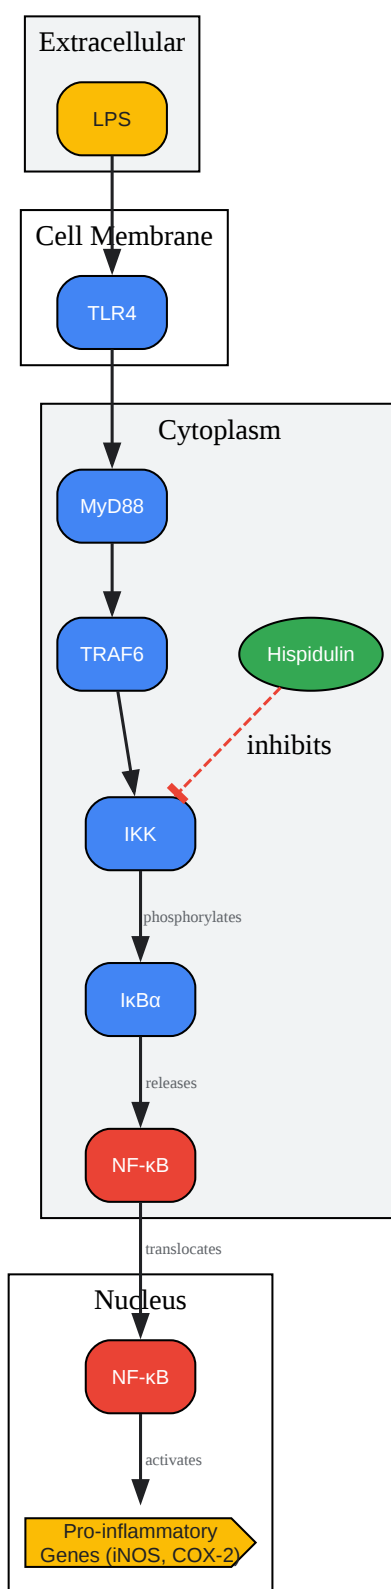 Extracellular
LPS
Cell Membrane
TLR4
Cytoplasm
MyD88
TRAF6
Hispidulin
inhibits
IKK
phosphorylates
IκBα
releases
NF-κB
translocates
Nucleus
NF-κB
activates
Pro-inflammatory
Genes (iNOS, COX-2)